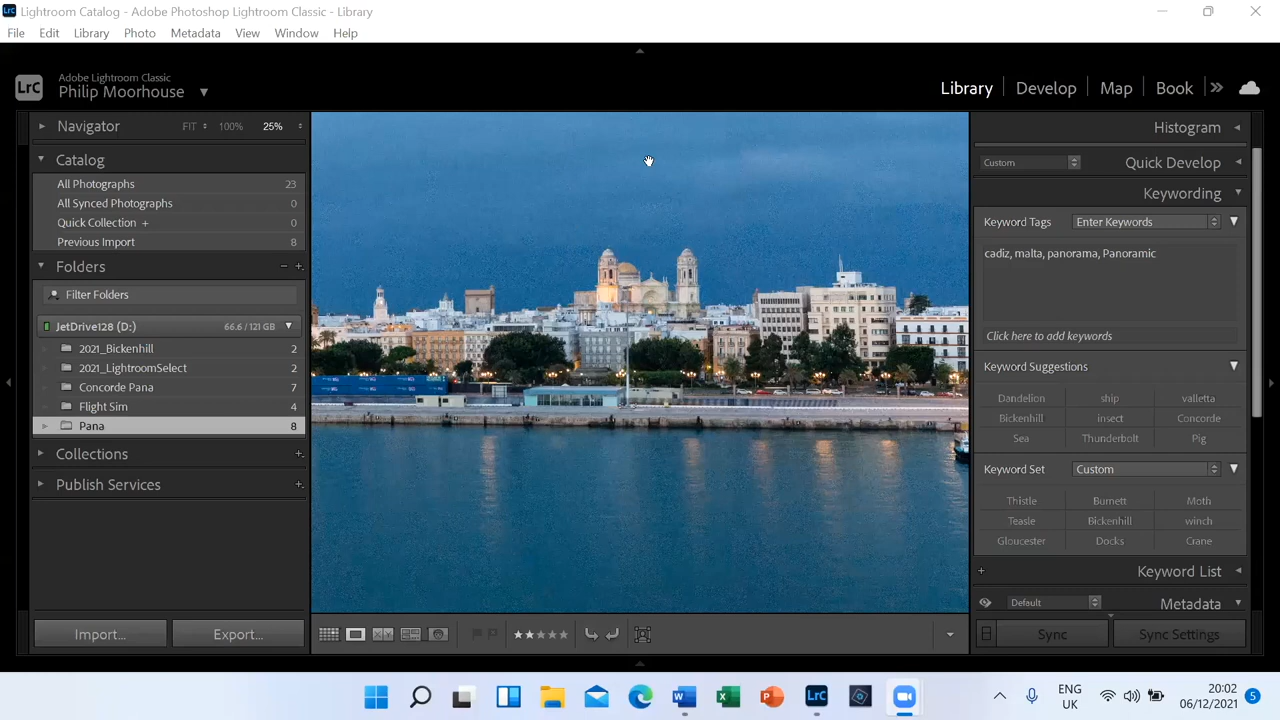 Lightroom Catalog - Adobe Photoshop Lightroom Classic - Library
File Edit Library Photo Metadata View Window Help
LrC
Adobe Lightroom Classic
Philip Moorhouse
Library Develop Map Book
Navigator FIT 100% 25%
Catalog
All Photographs 23
All Synced Photographs 0
Quick Collection + 0
Previous Import 8
Folders
Filter Folders
JetDrive128 (D:) 66.6 / 121 GB
2021_Bickenhill 2
2021_LightroomSelect 2
Concorde Pana 7
Flight Sim 4
Pana 8
Collections
Publish Services
Import... Export...
Histogram
Custom Quick Develop
Keywording
Keyword Tags Enter Keywords
cadiz, malta, panorama, Panoramic
Click here to add keywords
Keyword Suggestions
Dandelion ship valletta
Bickenhill insect Concorde
Sea Thunderbolt Pig
Keyword Set Custom
Thistle Burnett Moth
Teasle Bickenhill winch
Gloucester Docks Crane
Keyword List
Default Metadata
Sync Sync Settings
LrC
ENG
UK
20:02
06/12/2021
5